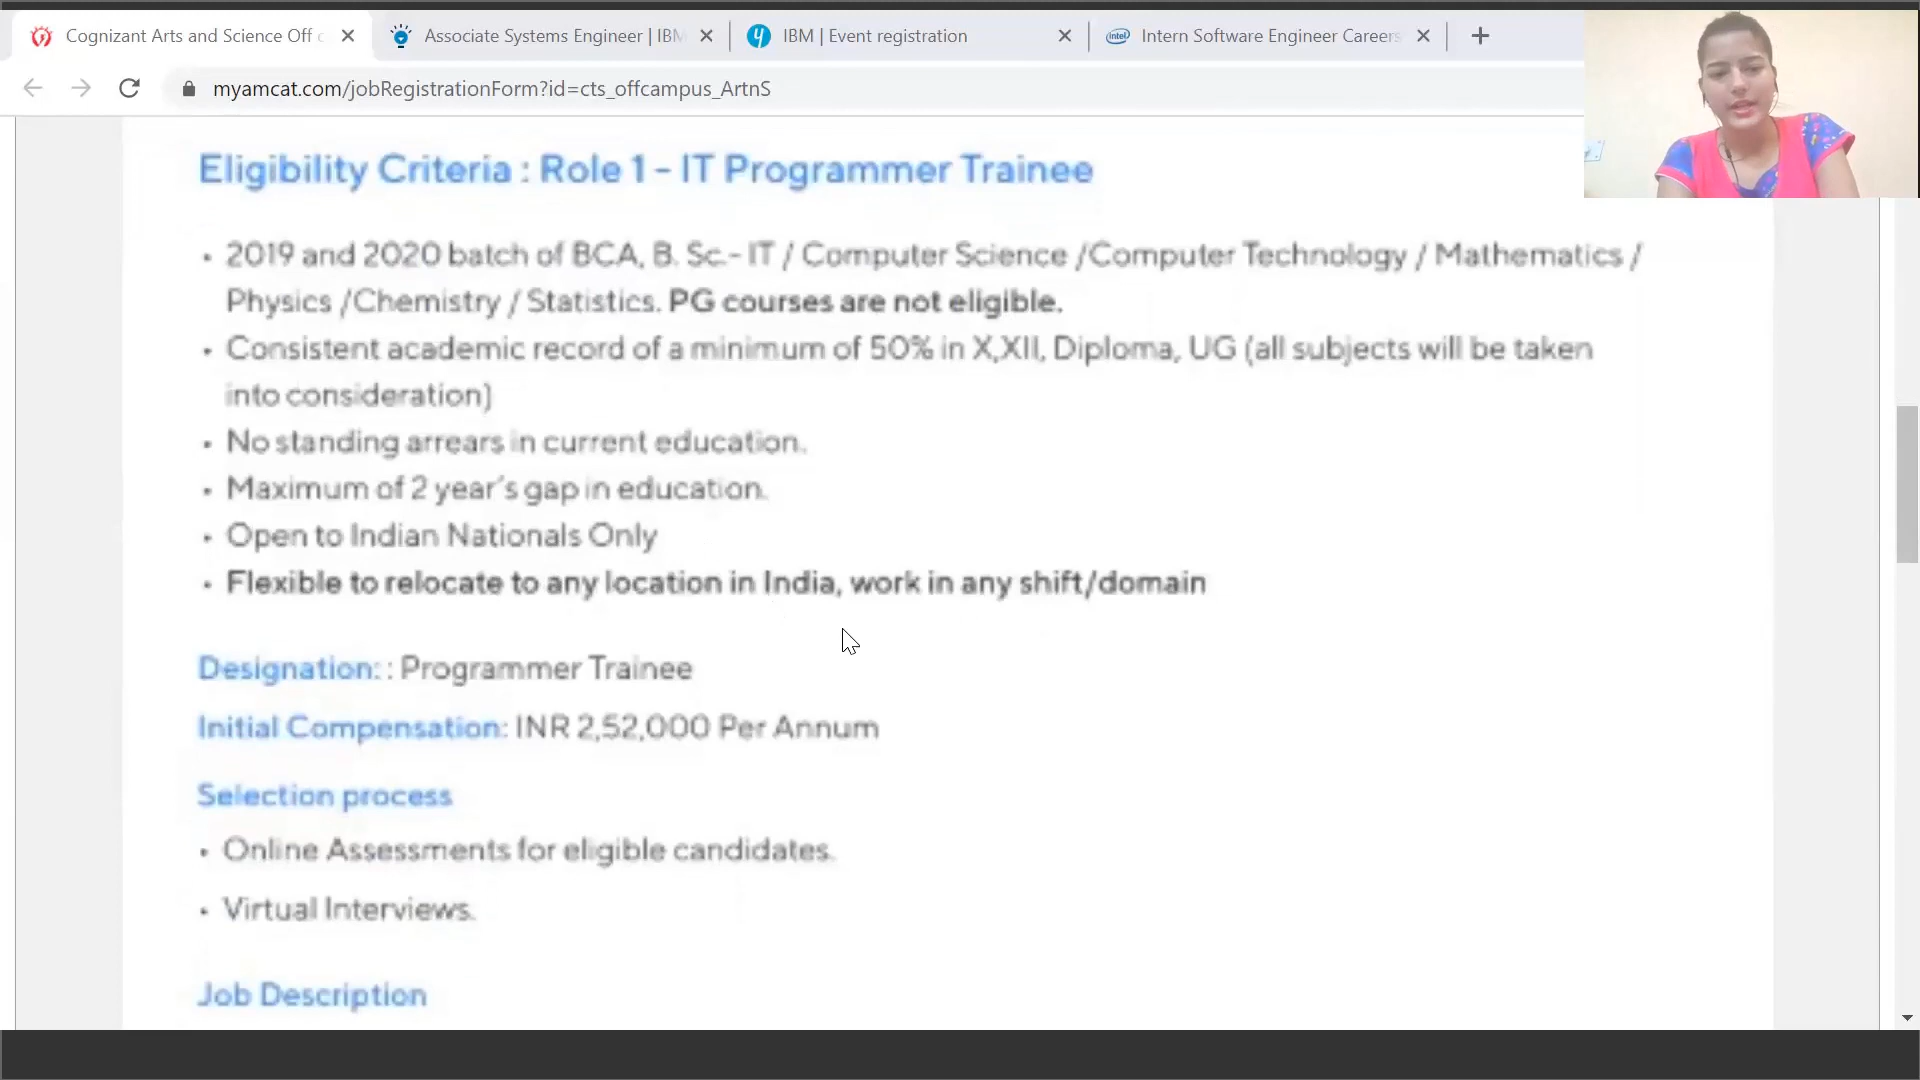 Cognizant Arts and Science Off c
Associate Systems Engineer | IBM
IBM | Event registration
Intern Software Engineer Careers
myamcat.com/jobRegistrationForm?id=cts_offcampus_ArtnS
Eligibility Criteria : Role 1 - IT Programmer Trainee
• 2019 and 2020 batch of BCA, B. Sc.- IT / Computer Science /Computer Technology / Mathematics /
Physics /Chemistry / Statistics. PG courses are not eligible.
• Consistent academic record of a minimum of 50% in X,XII, Diploma, UG (all subjects will be taken
into consideration)
• No standing arrears in current education.
• Maximum of 2 year's gap in education.
• Open to Indian Nationals Only
• Flexible to relocate to any location in India, work in any shift/domain
Designation: : Programmer Trainee
Initial Compensation: INR 2,52,000 Per Annum
Selection process
• Online Assessments for eligible candidates.
• Virtual Interviews.
Job Description